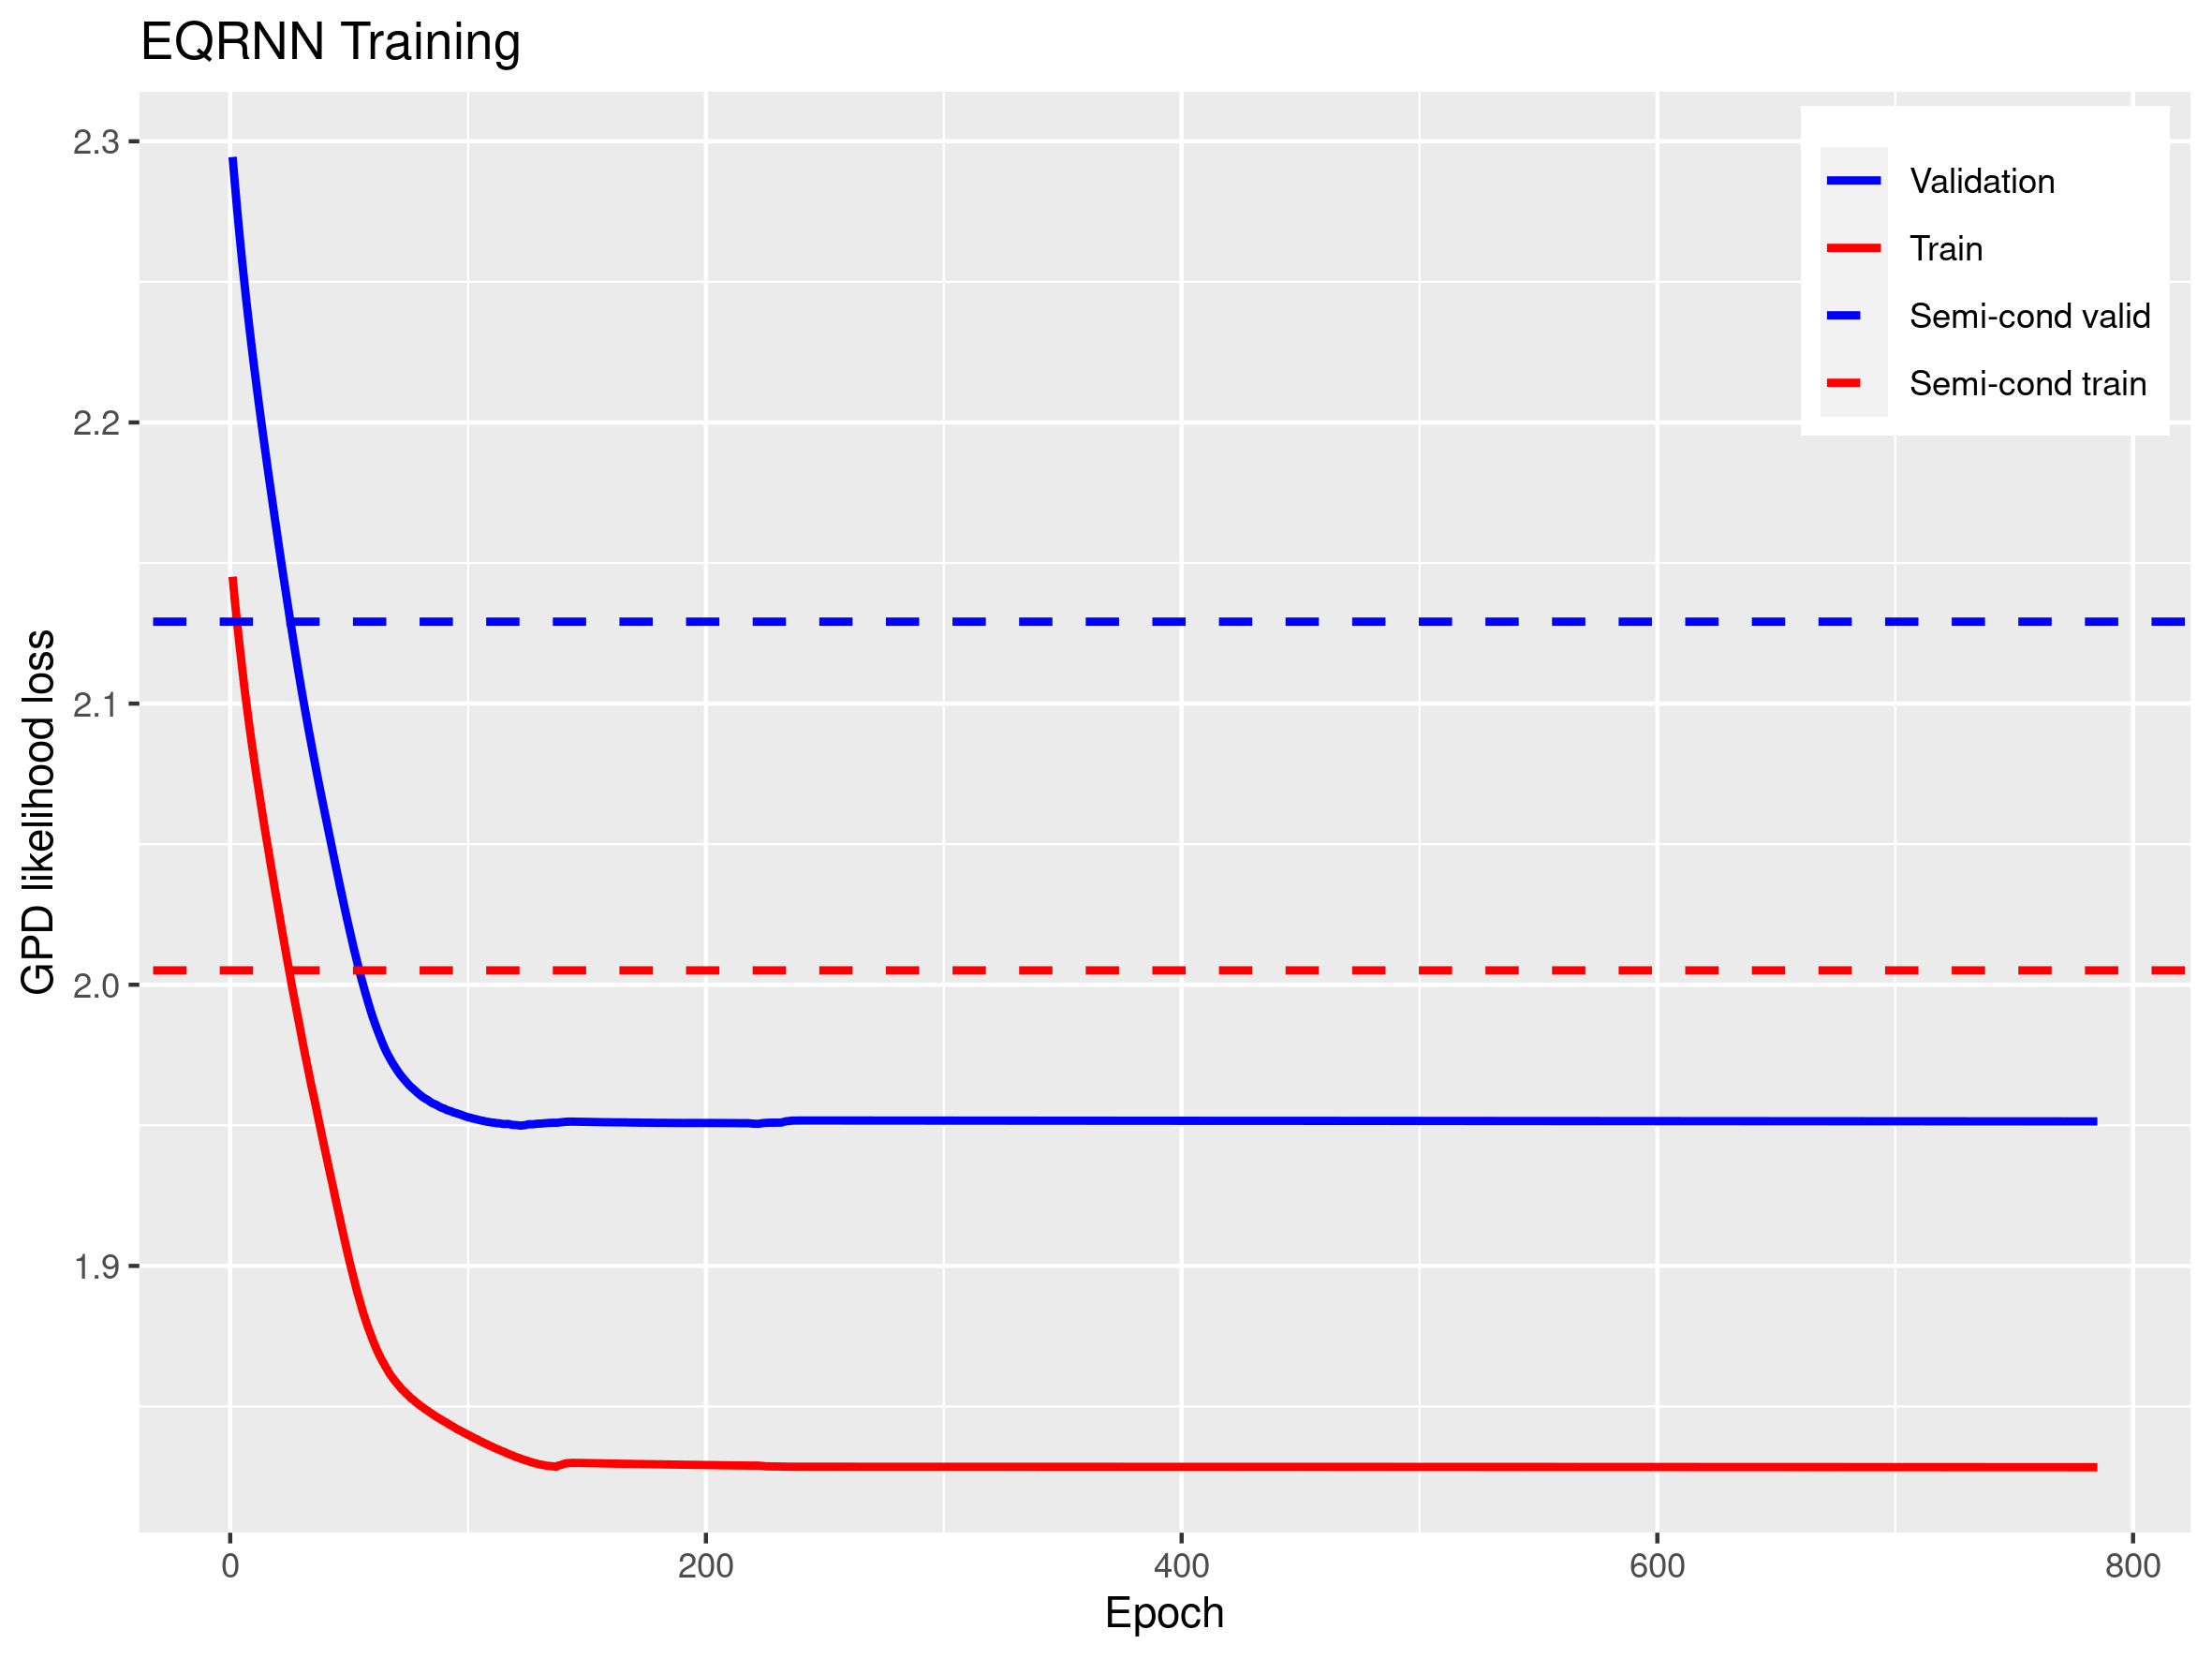 EQRNN Training
GPD likelihood loss
2.3
2.2
2.1
2.0
1.9
Validation
Train
Semi-cond valid
Semi-cond train
0 200 400 600 800
Epoch